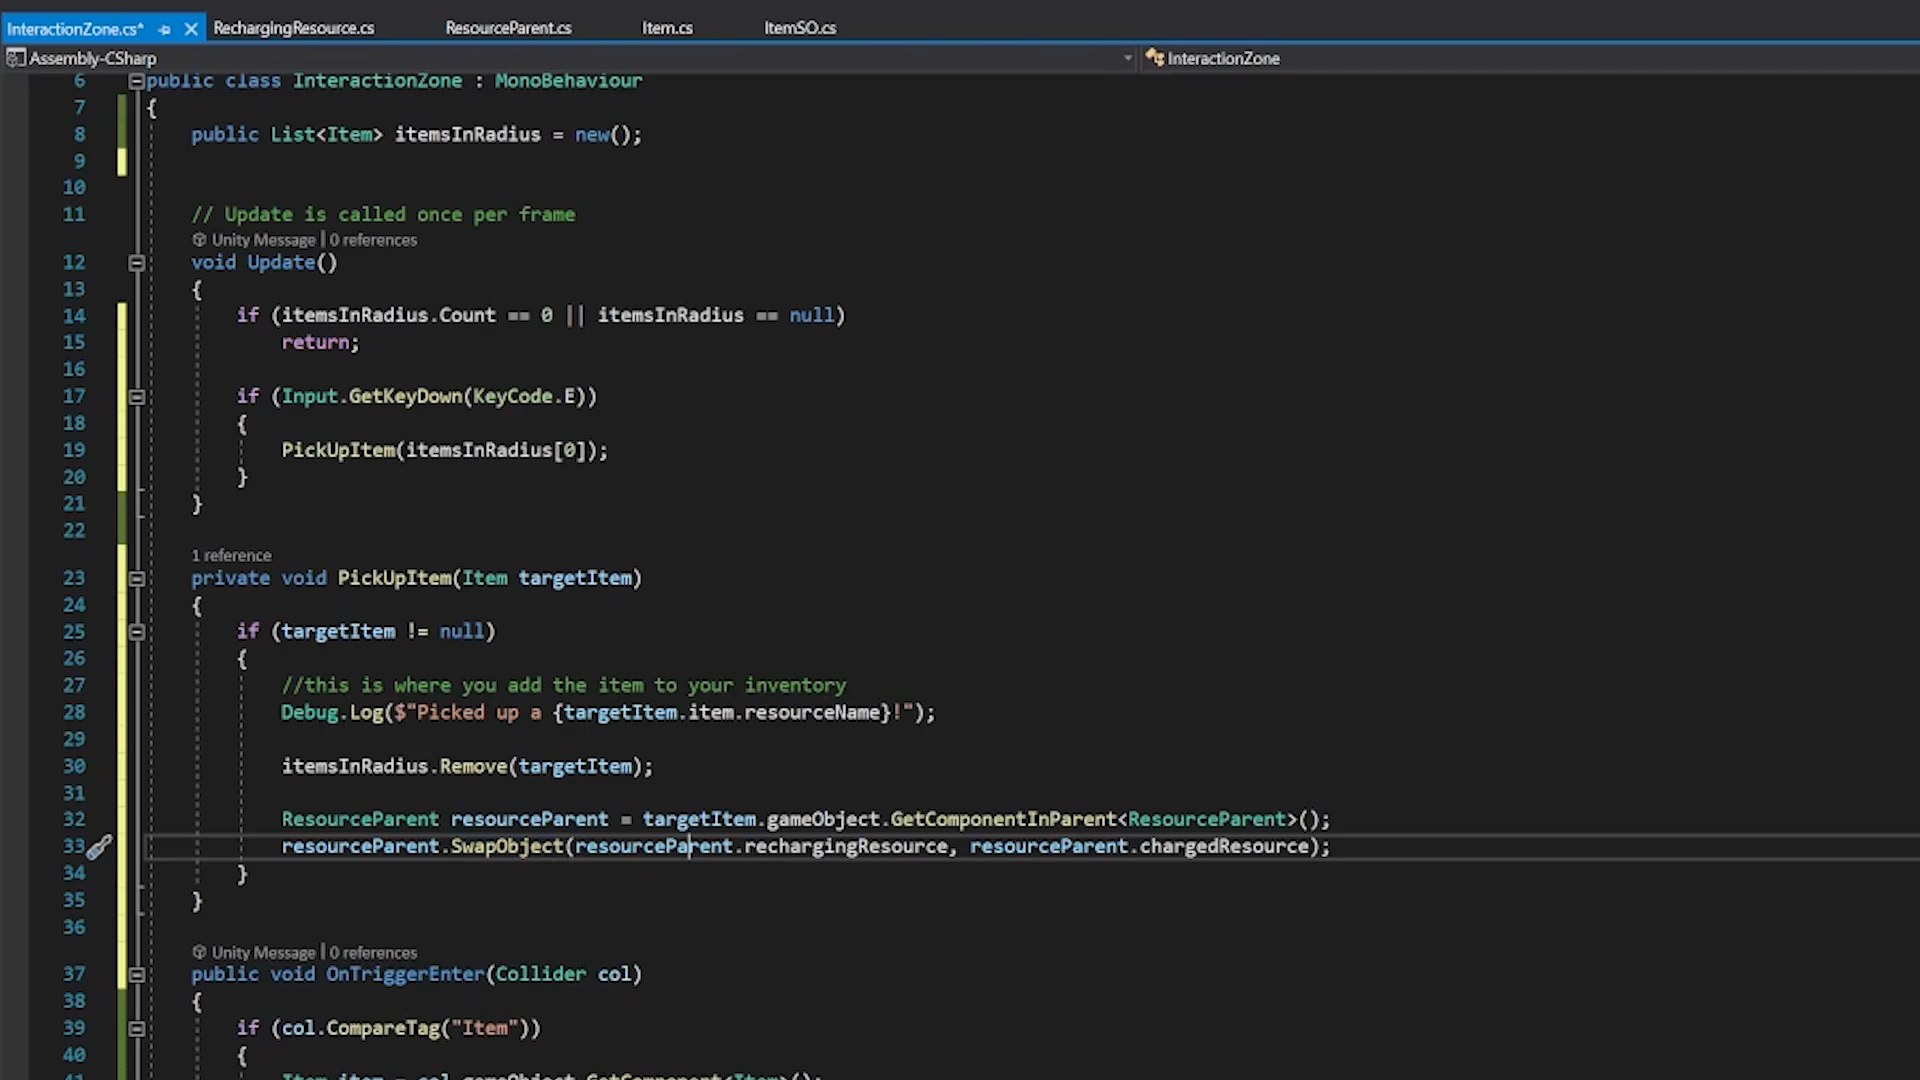 InteractionZone.cs* RechargingResource.cs ResourceParent.cs Item.cs ItemSO.cs
Assembly-CSharp InteractionZone
6 public class InteractionZone : MonoBehaviour
7 {
8 public List<Item> itemsInRadius = new();
9
10
11 // Update is called once per frame
Unity Message | 0 references
12 void Update()
13 {
14 if (itemsInRadius.Count == 0 || itemsInRadius == null)
15 return;
16
17 if (Input.GetKeyDown(KeyCode.E))
18 {
19 PickUpItem(itemsInRadius[0]);
20 }
21 }
22
1 reference
23 private void PickUpItem(Item targetItem)
24 {
25 if (targetItem != null)
26 {
27 //this is where you add the item to your inventory
28 Debug.Log($"Picked up a {targetItem.item.resourceName}!");
29
30 itemsInRadius.Remove(targetItem);
31
32 ResourceParent resourceParent = targetItem.gameObject.GetComponentInParent<ResourceParent>();
33 resourceParent.SwapObject(resourceParent.rechargingResource, resourceParent.chargedResource);
34 }
35 }
36
Unity Message | 0 references
37 public void OnTriggerEnter(Collider col)
38 {
39 if (col.CompareTag("Item"))
40 {
41 Item item = col.gameObject.GetComponent<Item>();